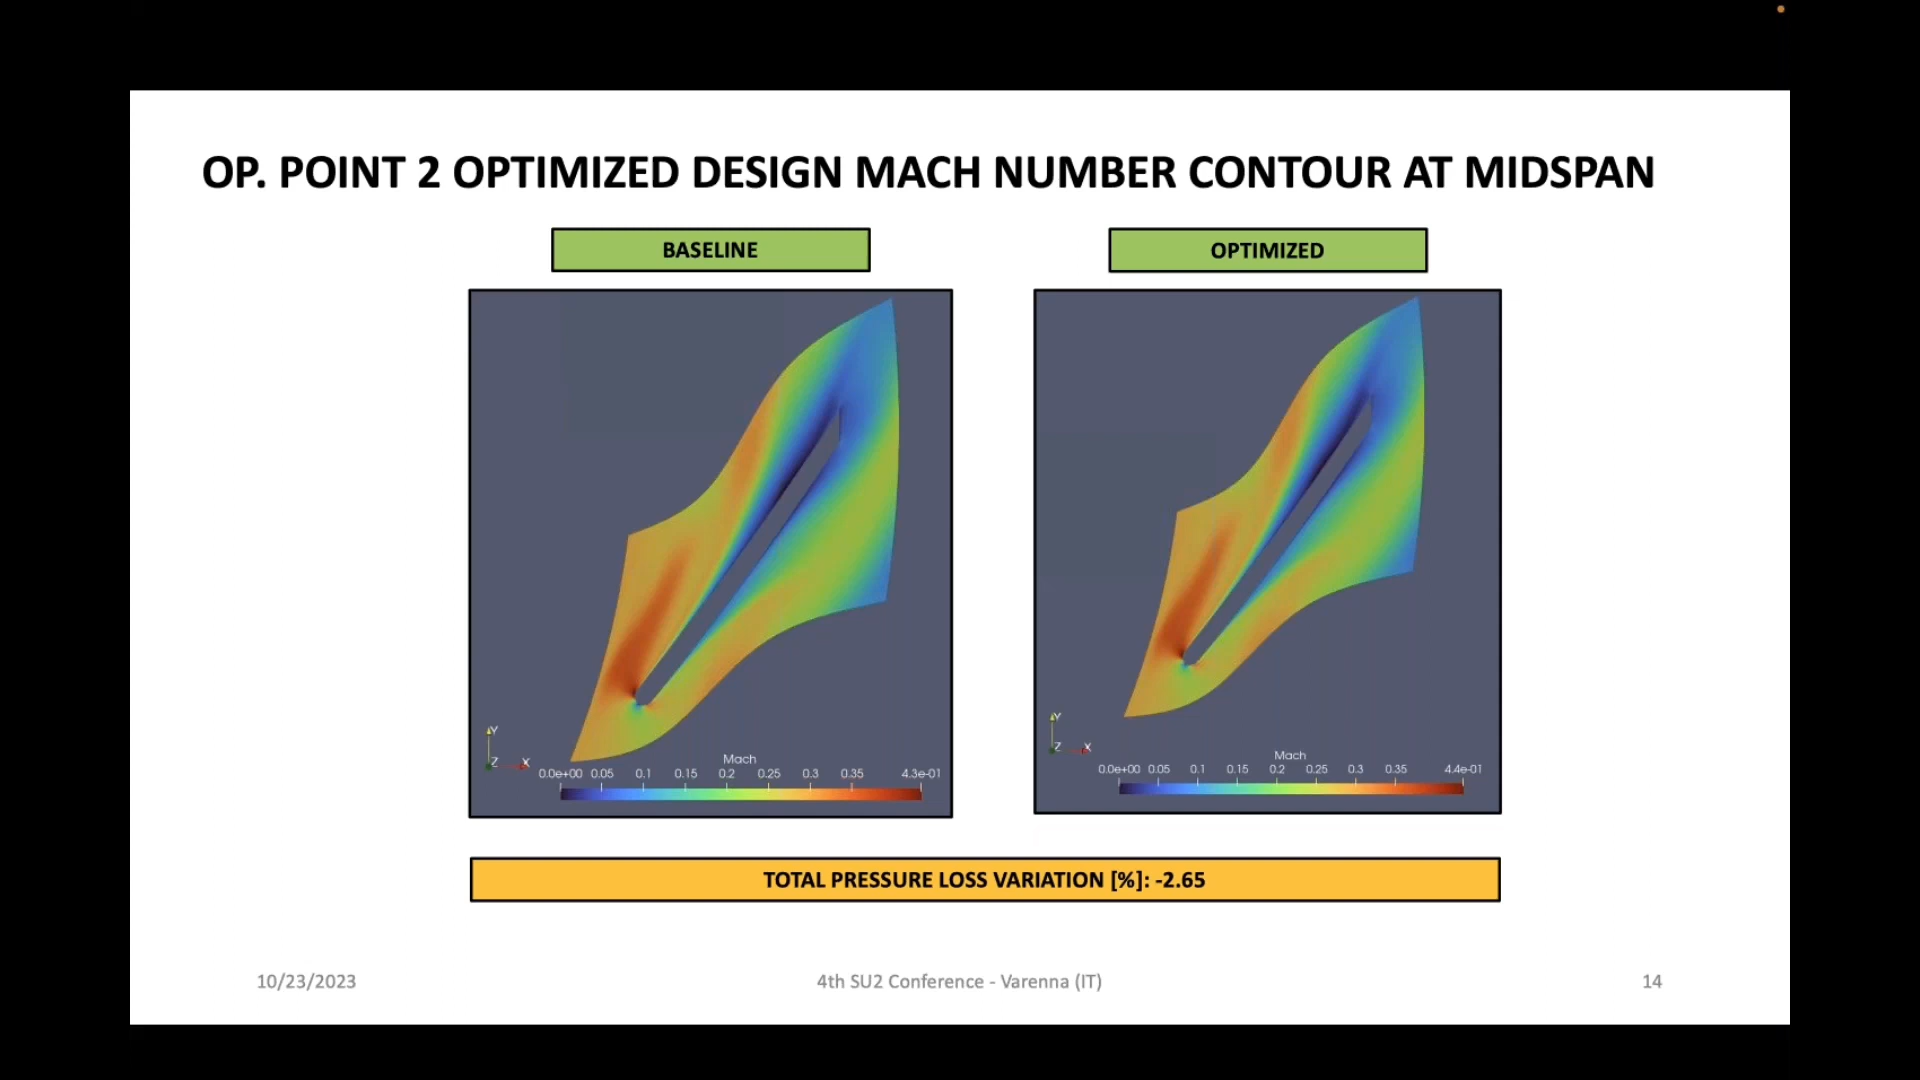 OP. POINT 2 OPTIMIZED DESIGN MACH NUMBER CONTOUR AT MIDSPAN
BASELINE
OPTIMIZED
Y
Z
X
Mach
0.0e+00 0.05 0.1 0.15 0.2 0.25 0.3 0.35 4.3e-01
Y
Z
X
Mach
0.0e+00 0.05 0.1 0.15 0.2 0.25 0.3 0.35 4.4e-01
TOTAL PRESSURE LOSS VARIATION [%]: -2.65
10/23/2023
4th SU2 Conference - Varenna (IT)
14